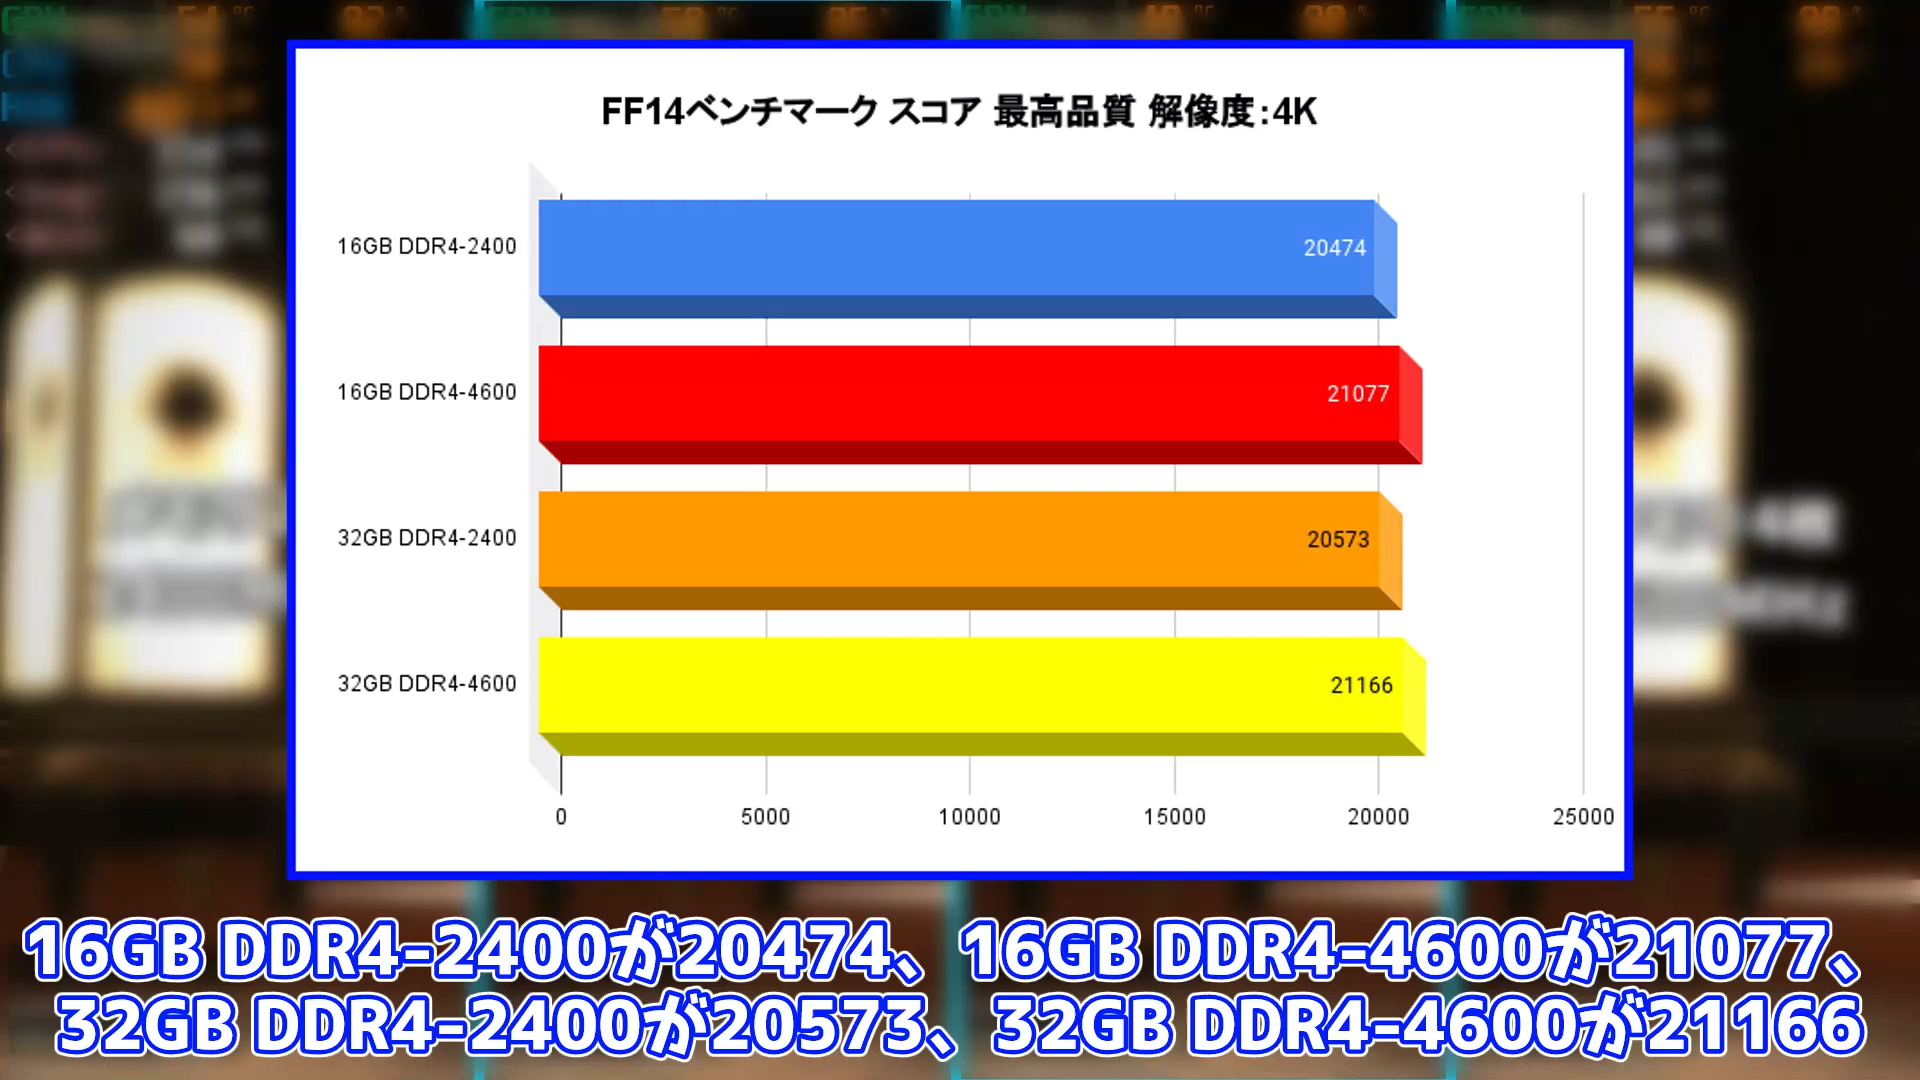 FF14ベンチマーク スコア 最高品質 解像度:4K
16GB DDR4-2400
20474
16GB DDR4-4600
21077
32GB DDR4-2400
20573
32GB DDR4-4600
21166
0 5000 10000 15000 20000 25000
16GB DDR4-2400が20474、16GB DDR4-4600が21077、
32GB DDR4-2400が20573、32GB DDR4-4600が21166